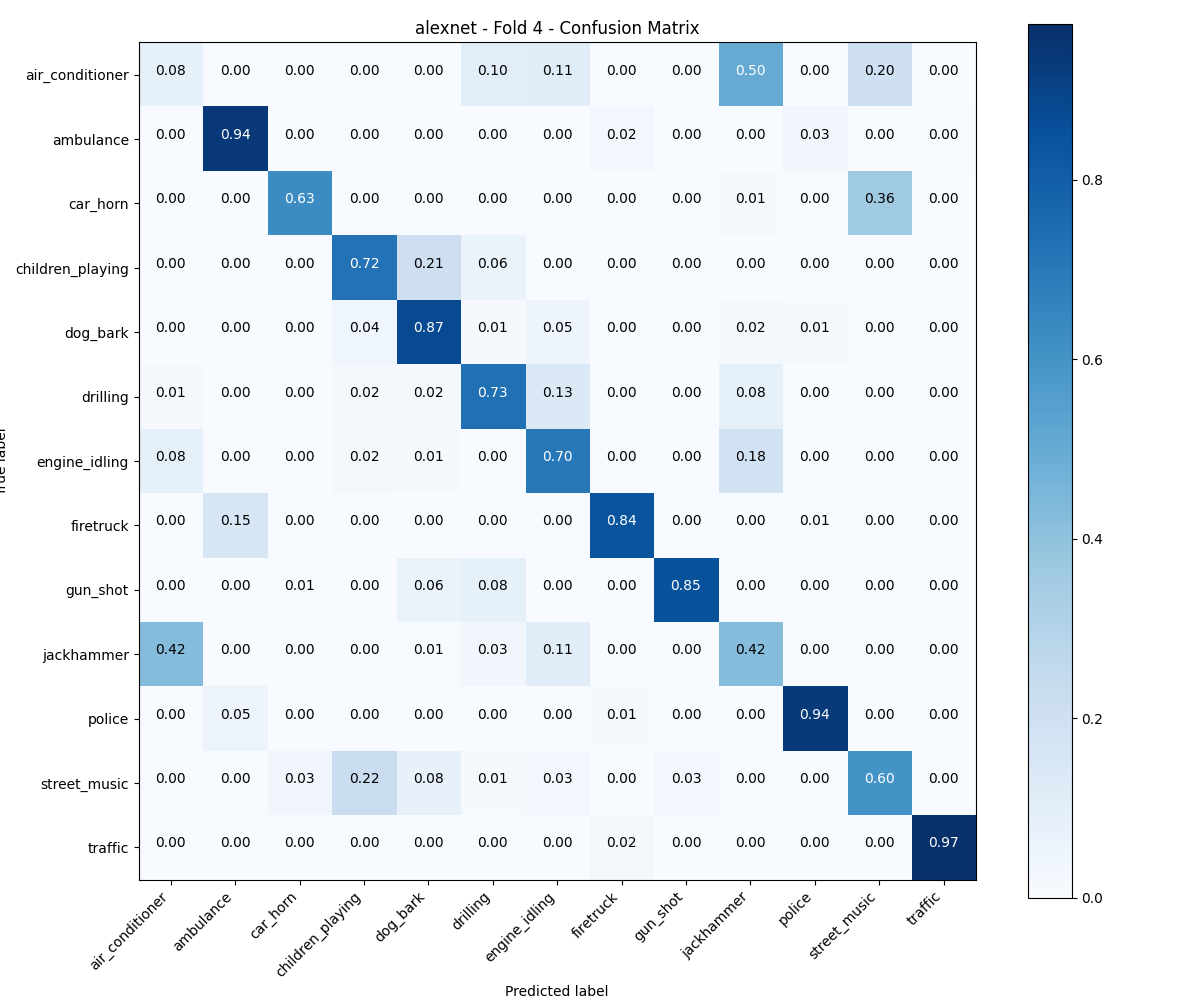 alexnet - Fold 4 - Confusion Matrix
air_conditioner 0.08 0.00 0.00 0.00 0.00 0.10 0.11 0.00 0.00 0.50 0.00 0.20 0.00
ambulance 0.00 0.94 0.00 0.00 0.00 0.00 0.00 0.02 0.00 0.00 0.03 0.00 0.00
car_horn 0.00 0.00 0.63 0.00 0.00 0.00 0.00 0.00 0.00 0.01 0.00 0.36 0.00
children_playing 0.00 0.00 0.00 0.72 0.21 0.06 0.00 0.00 0.00 0.00 0.00 0.00 0.00
dog_bark 0.00 0.00 0.00 0.04 0.87 0.01 0.05 0.00 0.00 0.02 0.01 0.00 0.00
drilling 0.01 0.00 0.00 0.02 0.02 0.73 0.13 0.00 0.00 0.08 0.00 0.00 0.00
engine_idling 0.08 0.00 0.00 0.02 0.01 0.00 0.70 0.00 0.00 0.18 0.00 0.00 0.00
firetruck 0.00 0.15 0.00 0.00 0.00 0.00 0.00 0.84 0.00 0.00 0.01 0.00 0.00
gun_shot 0.00 0.00 0.01 0.00 0.06 0.08 0.00 0.00 0.85 0.00 0.00 0.00 0.00
jackhammer 0.42 0.00 0.00 0.00 0.01 0.03 0.11 0.00 0.00 0.42 0.00 0.00 0.00
police 0.00 0.05 0.00 0.00 0.00 0.00 0.00 0.01 0.00 0.00 0.94 0.00 0.00
street_music 0.00 0.00 0.03 0.22 0.08 0.01 0.03 0.00 0.03 0.00 0.00 0.60 0.00
traffic 0.00 0.00 0.00 0.00 0.00 0.00 0.00 0.02 0.00 0.00 0.00 0.00 0.97
air_conditioner ambulance car_horn children_playing dog_bark drilling engine_idling firetruck gun_shot jackhammer police street_music traffic
Predicted label
0.8
0.6
0.4
0.2
0.0